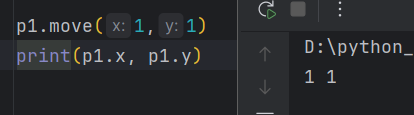 p1.move( x: 1, y: 1)
print(p1.x, p1.y)
D:\python_
1 1